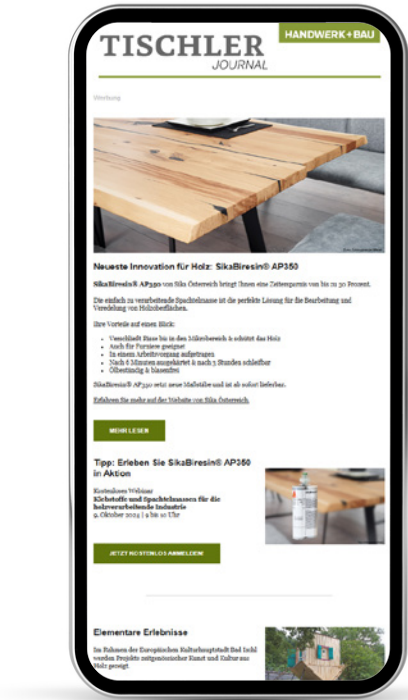 TISCHLER
JOURNAL
HANDWERK+BAU
Werbung
Neueste Innovation für Holz: SikaBiresin® AP350
SikaBiresin® AP350 von Sika Österreich bringt Ihnen eine Zeitersparnis von bis zu 30 Prozent.
Die einfach zu verarbeitende Spachtelmasse ist die perfekte Lösung für die Bearbeitung und
Veredelung von Holzoberflächen.
Ihre Vorteile auf einen Blick:
• Verschließt Risse bis in den Mikrobereich & schützt das Holz
• Auch für Furniere geeignet
• In einem Arbeitsvorgang aufgetragen
• Nach 6 Minuten ausgehärtet & nach 3 Stunden schleifbar
• Ölbeständig & blasenfrei
SikaBiresin® AP350 setzt neue Maßstäbe und ist ab sofort lieferbar.
Erfahren Sie mehr auf der Website von Sika Österreich.
MEHR LESEN
Tipp: Erleben Sie SikaBiresin® AP350
in Aktion
Kostenloses Webinar
Klebstoffe und Spachtelmassen für die
holzverarbeitende Industrie
9. Oktober 2023 | 9 bis 10 Uhr
JETZT KOSTENLOS ANMELDEN!
Elementare Erlebnisse
Im Rahmen der Europäischen Kulturhauptstadt Bad Ischl
werden Projekte zeitgenössischer Kunst und Kultur aus
Holz gezeigt.